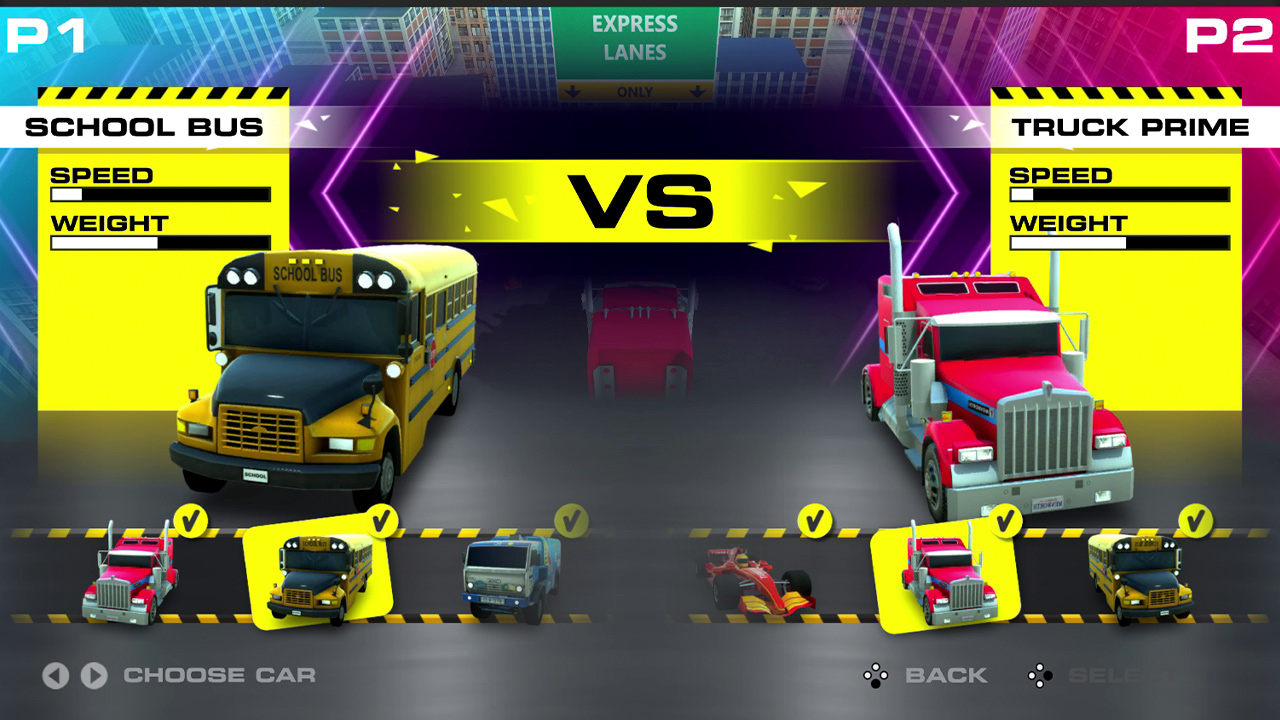 P1
P2
EXPRESS
LANES
ONLY
SCHOOL BUS
TRUCK PRIME
SPEED
WEIGHT
VS
SPEED
WEIGHT
SCHOOL BUS
SCHOOL
CHOOSE CAR
BACK